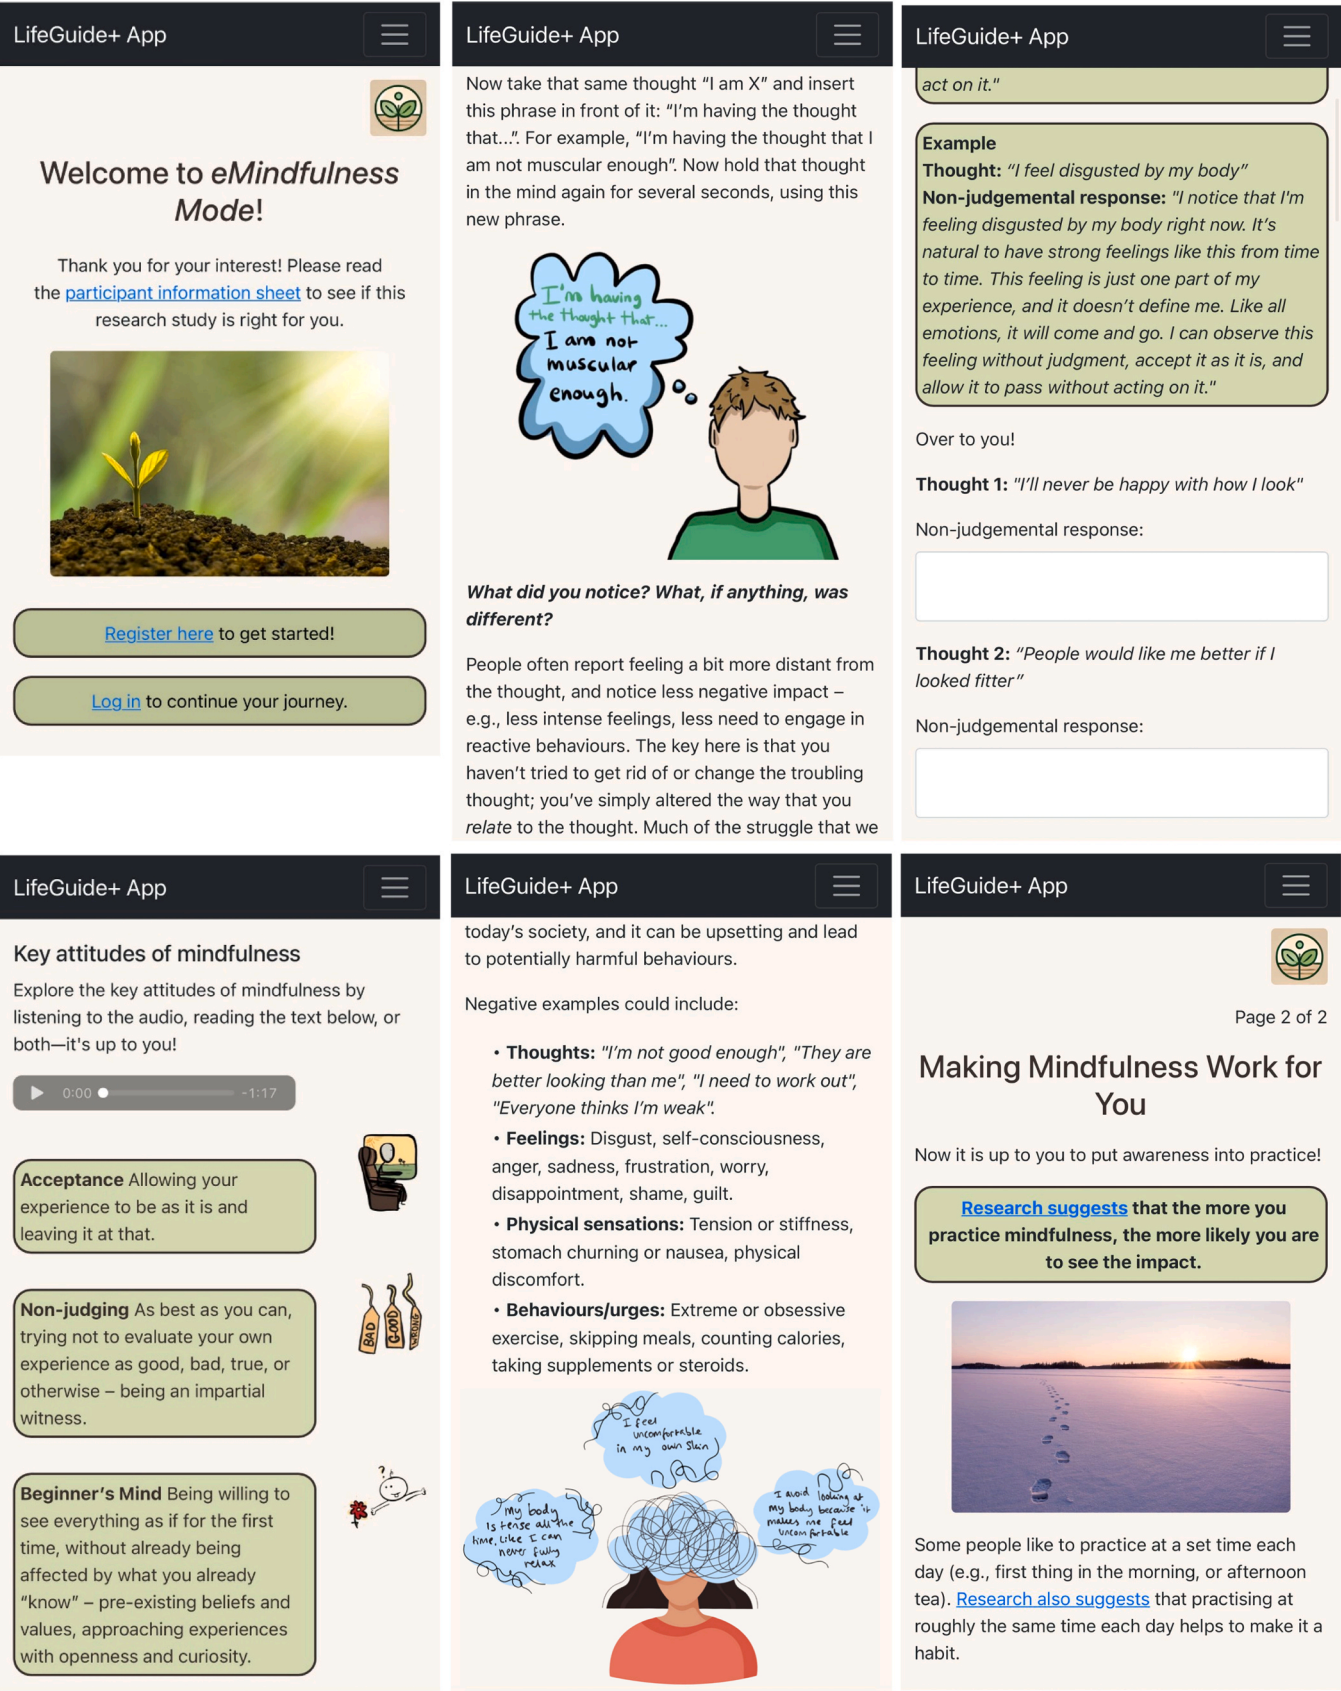 LifeGuide+ App
Welcome to eMindfulness
Mode!
Thank you for your interest! Please read
the participant information sheet to see if this
research study is right for you.
Register here to get started!
Log in to continue your journey.
LifeGuide+ App
Now take that same thought “I am X” and insert
this phrase in front of it: “I’m having the thought
that...”. For example, “I’m having the thought that I
am not muscular enough”. Now hold that thought
in the mind again for several seconds, using this
new phrase.
I'm having
the thought that...
I am not
muscular
enough.
What did you notice? What, if anything, was
different?
People often report feeling a bit more distant from
the thought, and notice less negative impact –
e.g., less intense feelings, less need to engage in
reactive behaviours. The key here is that you
haven’t tried to get rid of or change the troubling
thought; you’ve simply altered the way that you
relate to the thought. Much of the struggle that we
LifeGuide+ App
act on it."
Example
Thought: “I feel disgusted by my body”
Non-judgemental response: "I notice that I'm
feeling disgusted by my body right now. It’s
natural to have strong feelings like this from time
to time. This feeling is just one part of my
experience, and it doesn’t define me. Like all
emotions, it will come and go. I can observe this
feeling without judgment, accept it as it is, and
allow it to pass without acting on it."
Over to you!
Thought 1: "I’ll never be happy with how I look"
Non-judgemental response:
Thought 2: “People would like me better if I
looked fitter”
Non-judgemental response:
LifeGuide+ App
Key attitudes of mindfulness
Explore the key attitudes of mindfulness by
listening to the audio, reading the text below, or
both—it's up to you!
0:00 -1:17
Acceptance Allowing your
experience to be as it is and
leaving it at that.
Non-judging As best as you can,
trying not to evaluate your own
experience as good, bad, true, or
otherwise – being an impartial
witness.
BAD
GOOD
WRONG
Beginner’s Mind Being willing to
see everything as if for the first
time, without already being
affected by what you already
“know” – pre-existing beliefs and
values, approaching experiences
with openness and curiosity.
?
LifeGuide+ App
today’s society, and it can be upsetting and lead
to potentially harmful behaviours.
Negative examples could include:
• Thoughts: "I’m not good enough", "They are
better looking than me", "I need to work out",
"Everyone thinks I’m weak".
• Feelings: Disgust, self-consciousness,
anger, sadness, frustration, worry,
disappointment, shame, guilt.
• Physical sensations: Tension or stiffness,
stomach churning or nausea, physical
discomfort.
• Behaviours/urges: Extreme or obsessive
exercise, skipping meals, counting calories,
taking supplements or steroids.
I feel
uncomfortable
in my own skin
My body
is tense all the
time, like I can
never fully
relax
I avoid looking at
my body because it
makes me feel
uncomfortable
LifeGuide+ App
Page 2 of 2
Making Mindfulness Work for
You
Now it is up to you to put awareness into practice!
Research suggests that the more you
practice mindfulness, the more likely you are
to see the impact.
Some people like to practice at a set time each
day (e.g., first thing in the morning, or afternoon
tea). Research also suggests that practising at
roughly the same time each day helps to make it a
habit.